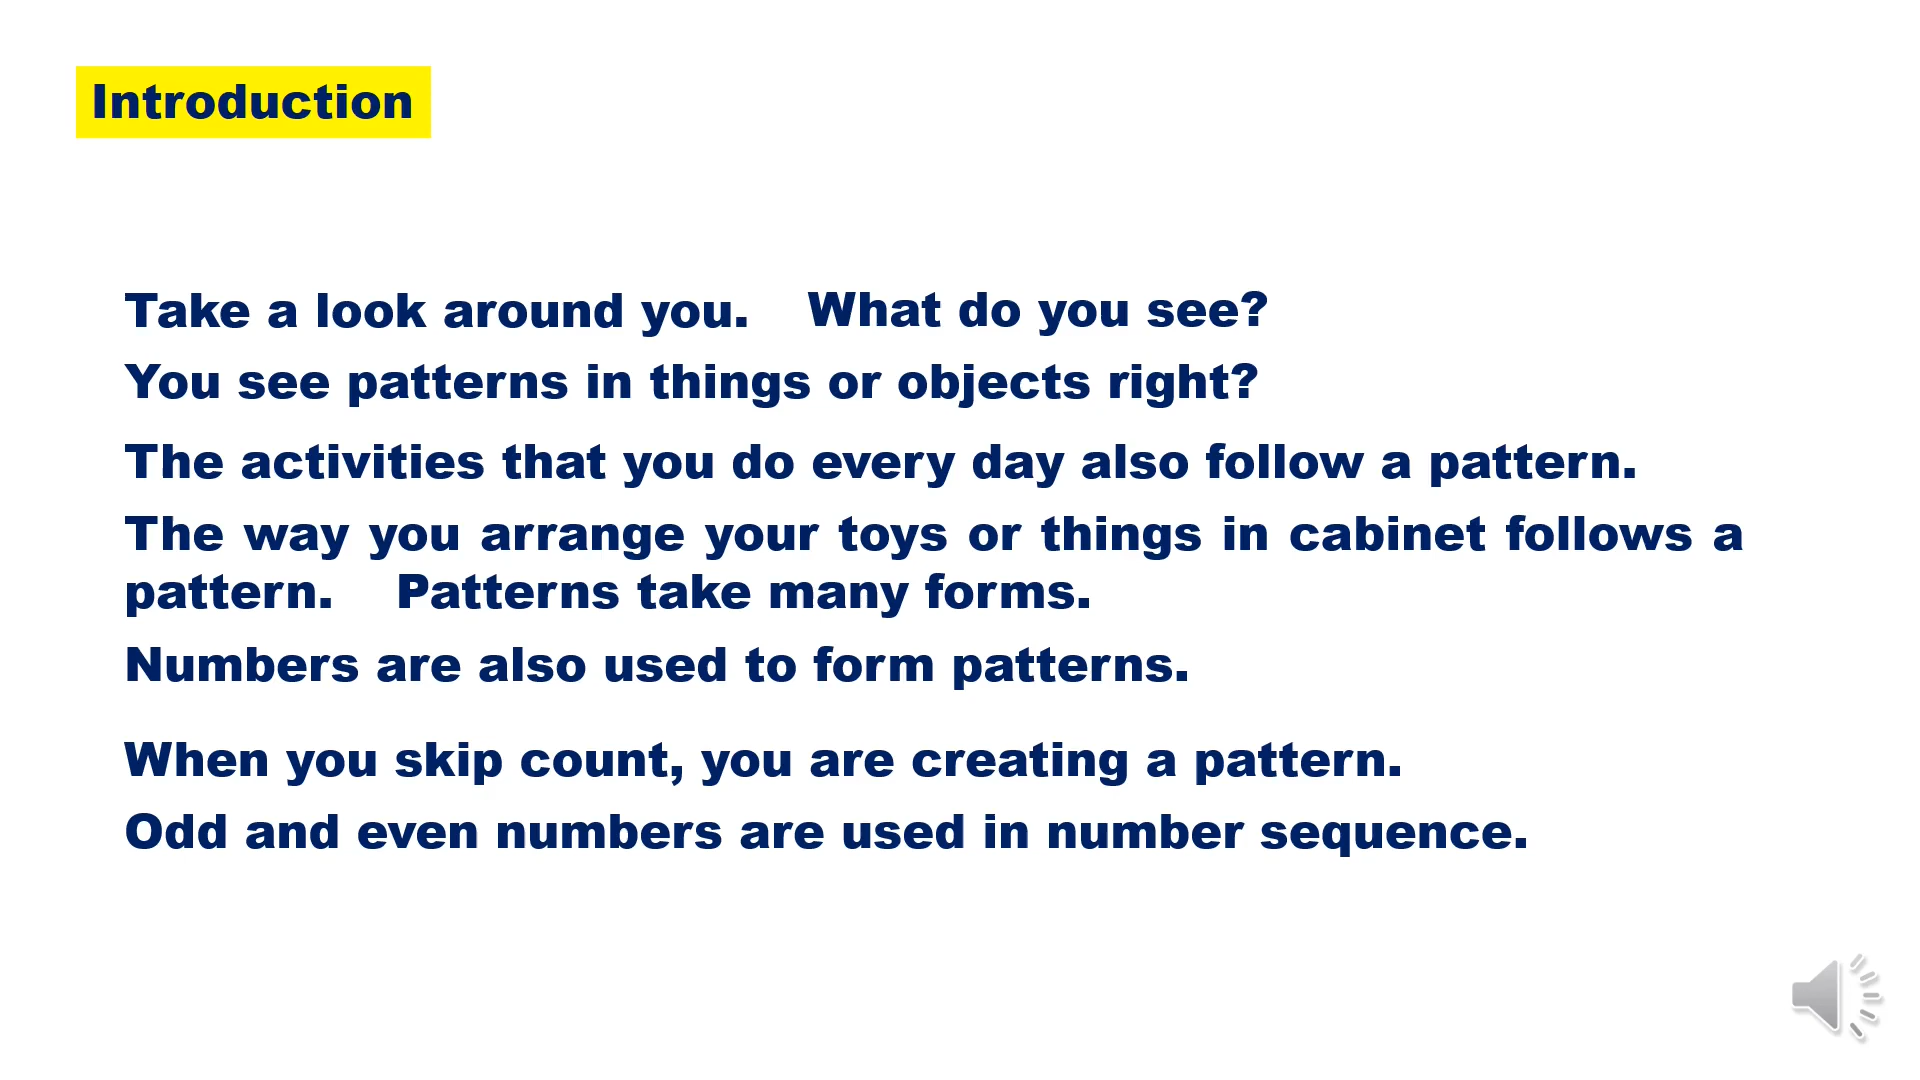 Introduction
Take a look around you. What do you see?
You see patterns in things or objects right?
The activities that you do every day also follow a pattern.
The way you arrange your toys or things in cabinet follows a
pattern. Patterns take many forms.
Numbers are also used to form patterns.
When you skip count, you are creating a pattern.
Odd and even numbers are used in number sequence.